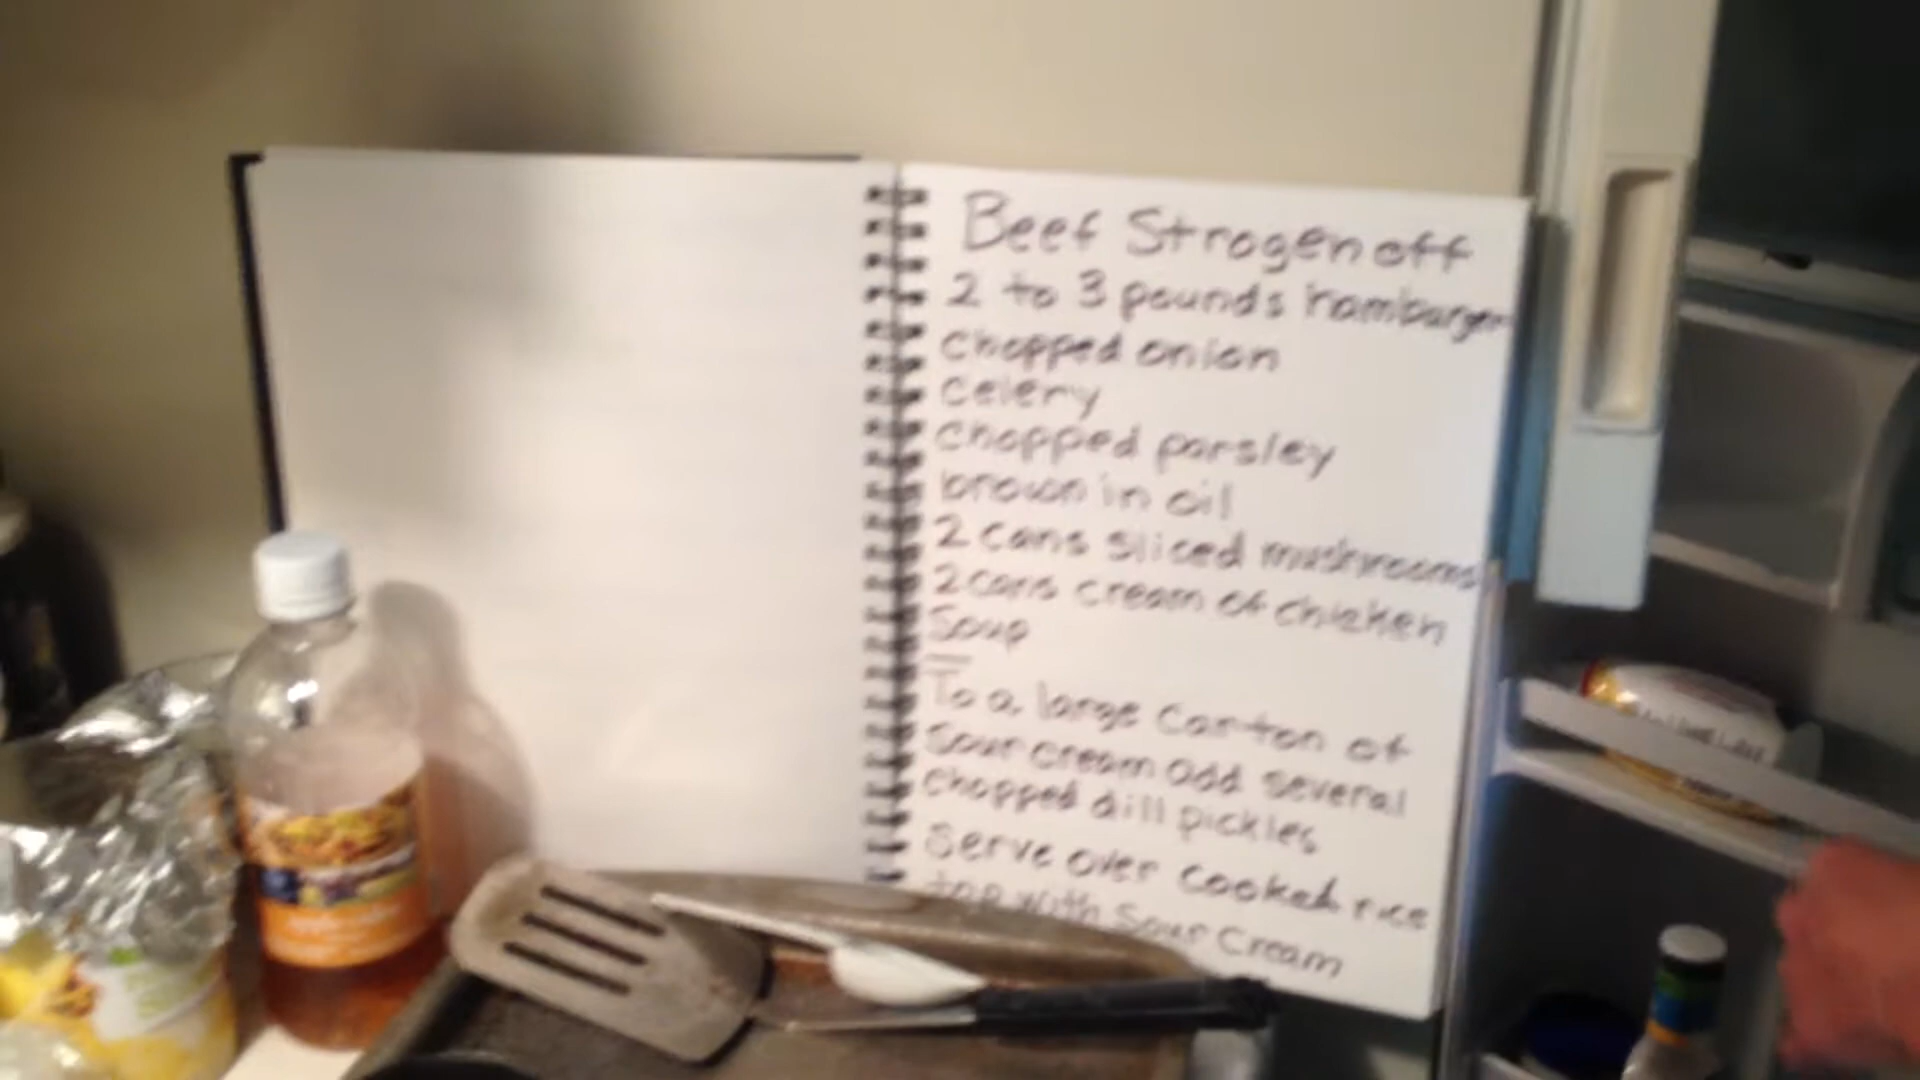 Beef Strogenoff
2 to 3 pounds hamburger
chopped onion
celery
chopped parsley
brown in oil
2 cans sliced mushrooms
2 cans cream of chicken
Soup
To a large carton of
sour cream add several
chopped dill pickles
Serve over cooked rice
top with Sour Cream